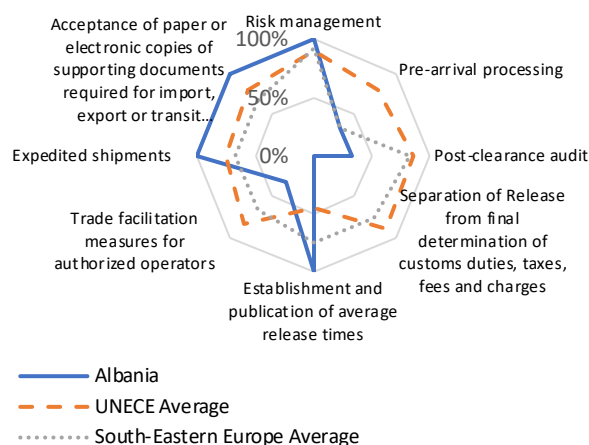 Risk management
Acceptance of paper or
electronic copies of
supporting documents
required for import,
export or transit...
100%
50%
0%
Pre-arrival processing
Expedited shipments
Post-clearance audit
Trade facilitation
measures for
authorized operators
Separation of Release
from final
determination of
customs duties, taxes,
fees and charges
Establishment and
publication of average
release times
Albania
UNECE Average
South-Eastern Europe Average